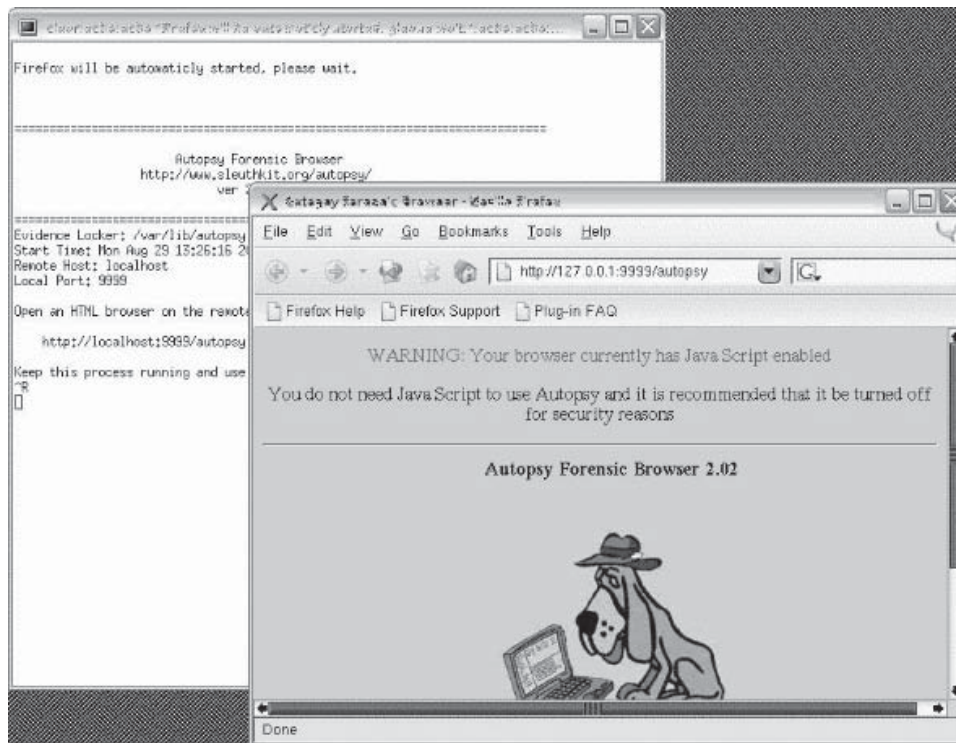 Firefox will be automaticly started, please wait.
================================================================================
Autopsy Forensic Browser
http://www.sleuthkit.org/autopsy/
ver
================================================================================
Evidence Locker: /var/lib/autopsy
Start Time: Mon Aug 29 13:26:16
Remote Host: localhost
Local Port: 9999
Open an HTML browser on the remote
http://localhost:9999/autopsy
Keep this process running and use
^R
File Edit View Go Bookmarks Tools Help
http://127.0.0.1:9999/autopsy
G
Firefox Help Firefox Support Plug-in FAQ
WARNING: Your browser currently has Java Script enabled
You do not need Java Script to use Autopsy and it is recommended that it be turned off
for security reasons
Autopsy Forensic Browser 2.02
Done